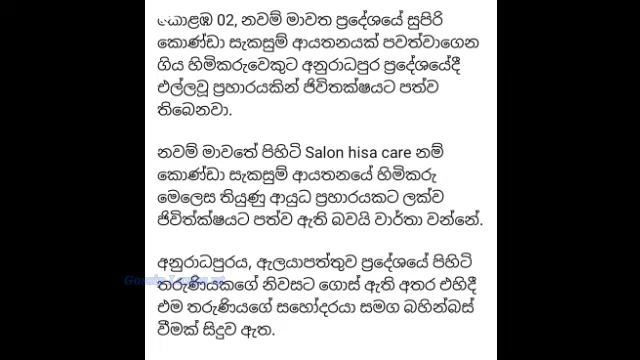 කොළඹ 02, නවම් මාවත ප්‍රදේශයේ සුපිරි
කොණ්ඩා සැකසුම් ආයතනයක් පවත්වාගෙන
ගිය හිමිකරුවෙකුට අනුරාධපුර ප්‍රදේශයේදී
එල්ලවූ ප්‍රහාරයකින් ජිවිතක්ෂයට පත්ව
තිබෙනවා.
නවම් මාවතේ පිහිටි Salon hisa care නම්
කොණ්ඩා සැකසුම් ආයතනයේ හිමිකරු
මෙලෙස තියුණු ආයුධ ප්‍රහාරයකට ලක්ව
ජිවිත්ක්ෂයට පත්ව ඇති බවයි වාර්තා වන්නේ.
අනුරාධපුරය, ඇලයාපත්තුව ප්‍රදේශයේ පිහිටි
තරුණියකගේ නිවසට ගොස් ඇති අතර එහිදී
එම තරුණියගේ සහෝදරයා සමග බහින්බස්
වීමක් සිදුව ඇත.